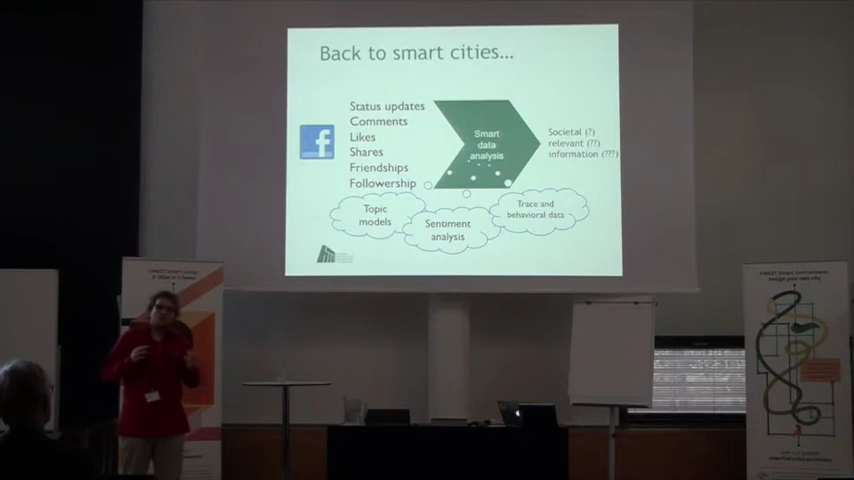 Back to smart cities...
Status updates
Comments
Likes
Shares
Friendships
Followership
f
Smart
data
analysis
Societal (?)
relevant (??)
information (???)
Topic
models
Sentiment
analysis
Trace and
behavioral data